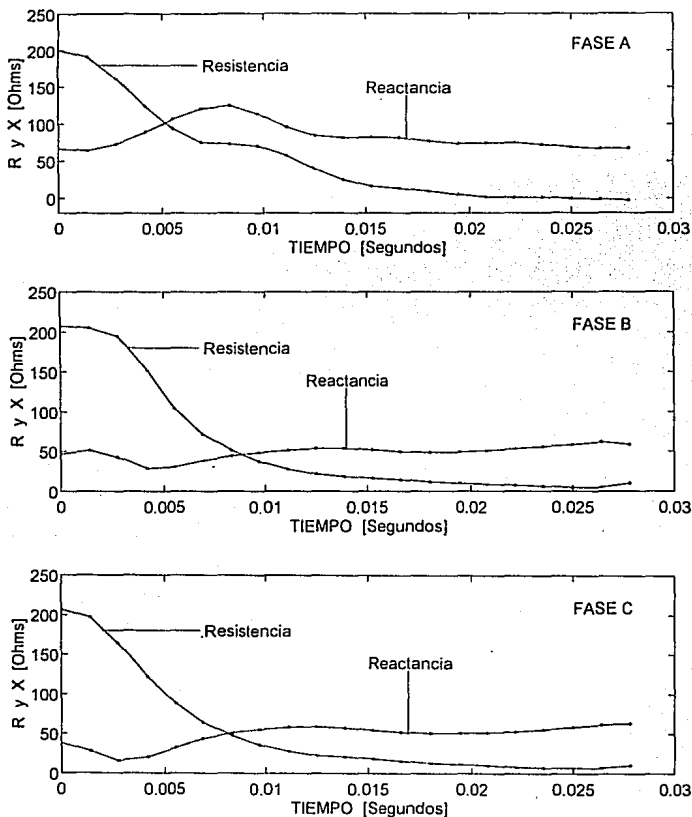 250
200
150
100
50
0
R y X [Ohms]
FASE A
Resistencia
Reactancia
0 0.005 0.01 0.015 0.02 0.025 0.03
TIEMPO [Segundos]
250
200
150
100
50
0
R y X [Ohms]
FASE B
Resistencia
Reactancia
0 0.005 0.01 0.015 0.02 0.025 0.03
TIEMPO [Segundos]
250
200
150
100
50
0
R y X [Ohms]
FASE C
Resistencia
Reactancia
0 0.005 0.01 0.015 0.02 0.025 0.03
TIEMPO [Segundos]